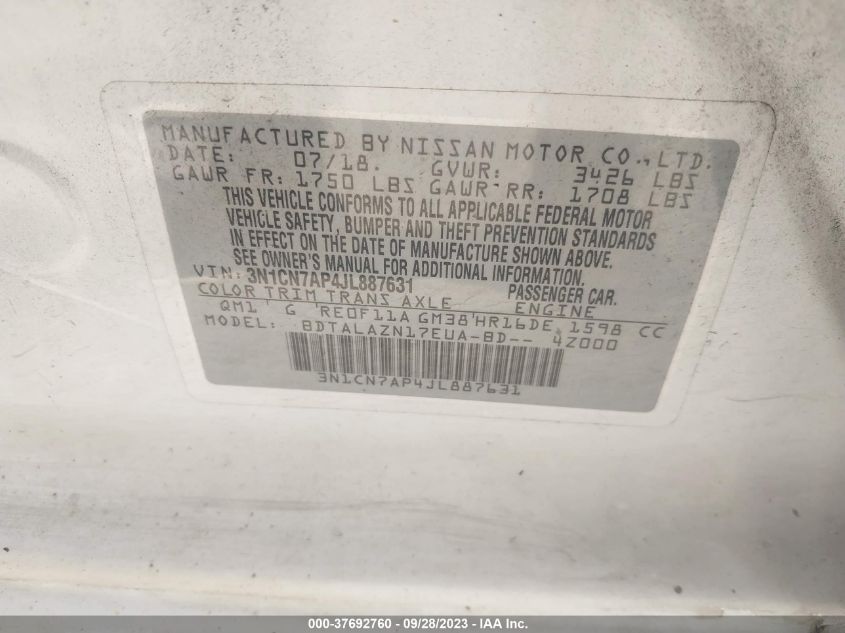 MANUFACTURED BY NISSAN MOTOR CO., LTD.
DATE: 07/18. GVWR: 3426 LBS
GAWR FR: 1750 LBS GAWR RR: 1708 LBS
THIS VEHICLE CONFORMS TO ALL APPLICABLE FEDERAL MOTOR
VEHICLE SAFETY, BUMPER AND THEFT PREVENTION STANDARDS
IN EFFECT ON THE DATE OF MANUFACTURE SHOWN ABOVE.
SEE OWNER'S MANUAL FOR ADDITIONAL INFORMATION.
VIN: 3N1CN7AP4JL887631 PASSENGER CAR.
COLOR TRIM TRANS AXLE ENGINE
QM1 G RE0F11A GM38 HR16DE 1598 CC
MODEL: BDTALAZN17EUA-BD-- 4Z000
3N1CN7AP4JL887631
000-37692760 - 09/28/2023 - IAA Inc.